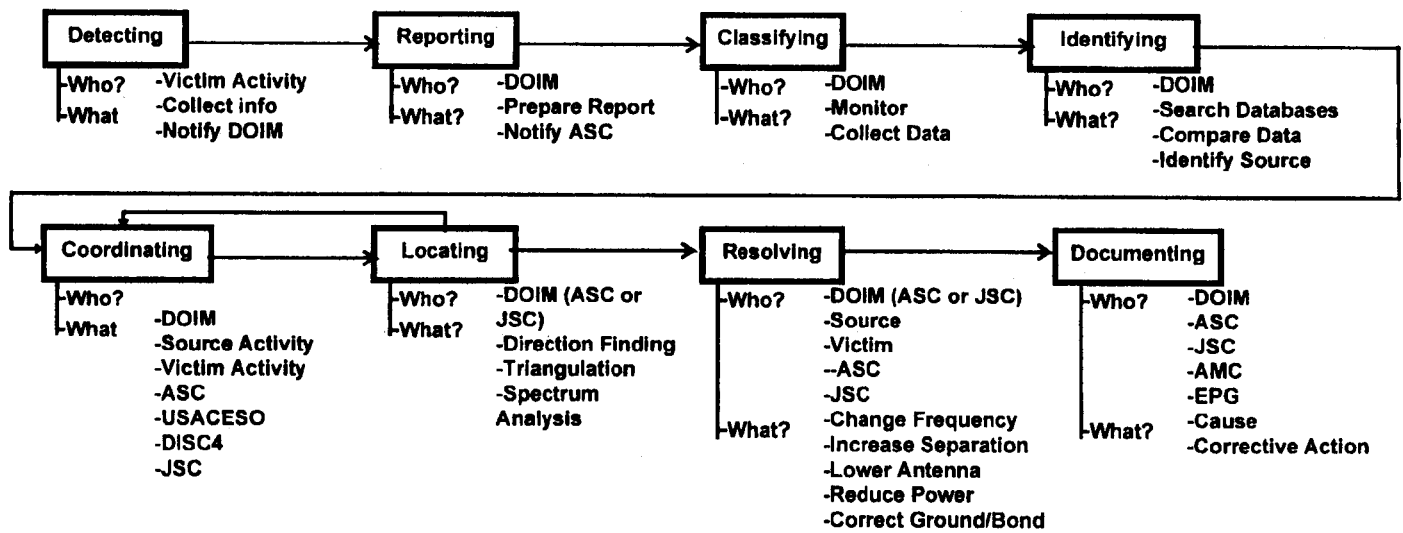 Detecting
-Who?
-What
-Victim Activity
-Collect info
-Notify DOIM
Reporting
-Who?
-What?
-DOIM
-Prepare Report
-Notify ASC
Classifying
-Who?
-What?
-DOIM
-Monitor
-Collect Data
Identifying
-Who?
-What?
-DOIM
-Search Databases
-Compare Data
-Identify Source
Coordinating
-Who?
-What
-DOIM
-Source Activity
-Victim Activity
-ASC
-USACESO
-DISC4
-JSC
Locating
-Who?
-What?
-DOIM (ASC or
JSC)
-Direction Finding
-Triangulation
-Spectrum
Analysis
Resolving
-Who?
-What?
-DOIM (ASC or JSC)
-Source
-Victim
--ASC
-JSC
-Change Frequency
-Increase Separation
-Lower Antenna
-Reduce Power
-Correct Ground/Bond
Documenting
-Who?
-What?
-DOIM
-ASC
-JSC
-AMC
-EPG
-Cause
-Corrective Action